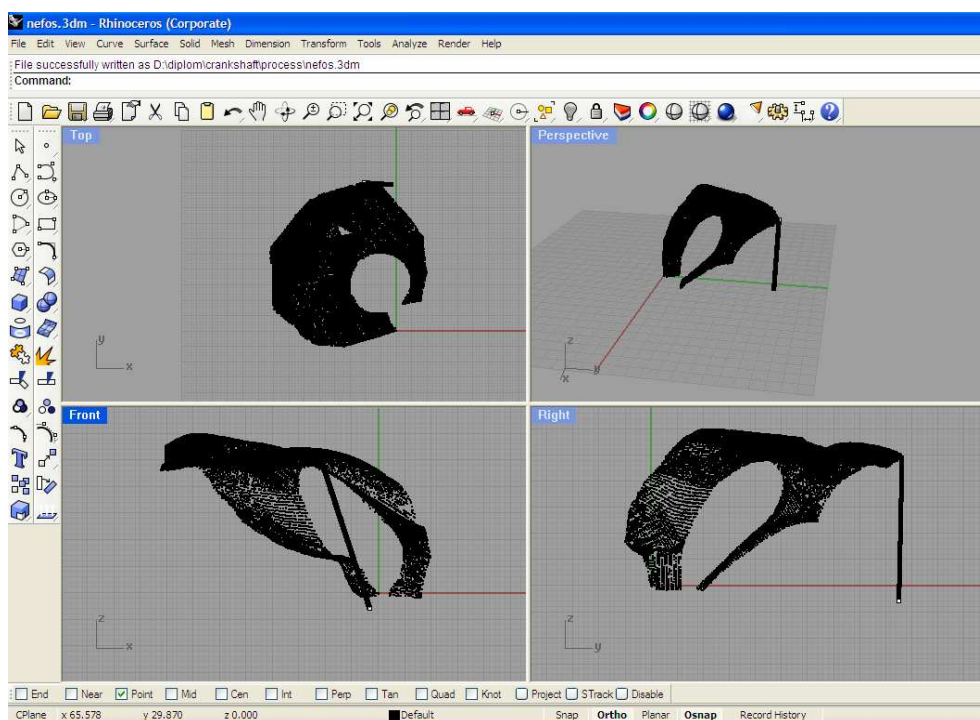 nefos.3dm - Rhinoceros (Corporate)
File Edit View Curve Surface Solid Mesh Dimension Transform Tools Analyze Render Help
File successfully written as D:\diplom\crankshaft\process\nefos.3dm
Command:
Top
Perspective
y
x
z
x
y
Front
Right
z
x
z
y
End Near Point Mid Cen Int Perp Tan Quad Knot Project STrack Disable
CPlane x 65.578 y 29.870 z 0.000 Default Snap Ortho Planar Osnap Record History